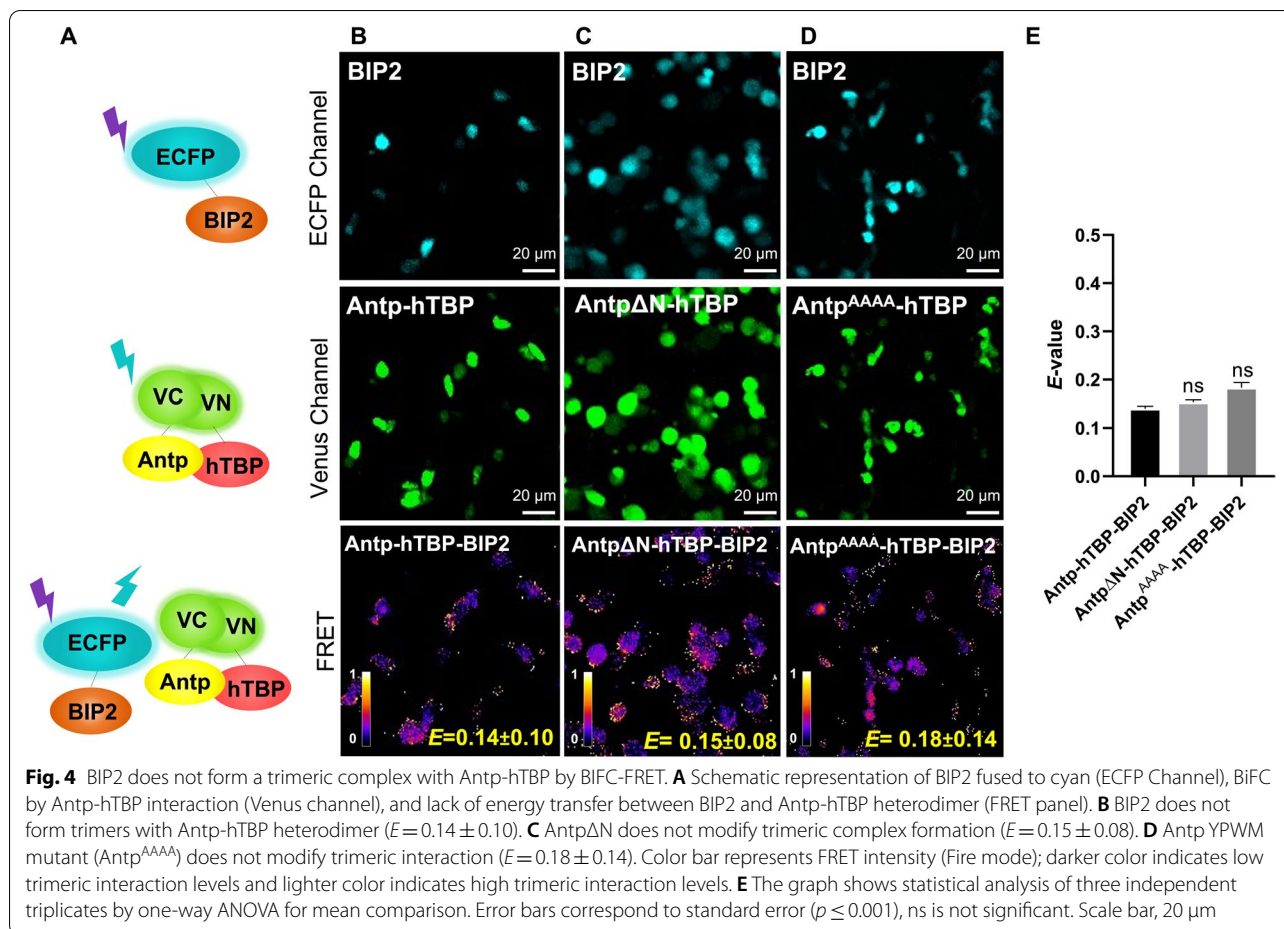 A
B
C
D
E
ECFP
BIP2
ECFP Channel
BIP2
20 µm
BIP2
20 µm
BIP2
20 µm
VC
VN
Antp
hTBP
Venus Channel
Antp-hTBP
20 µm
AntpΔN-hTBP
20 µm
Antpᴬᴬᴬᴬ-hTBP
20 µm
ECFP
BIP2
VC
VN
Antp
hTBP
FRET
Antp-hTBP-BIP2
1
0
E=0.14±0.10
AntpΔN-hTBP-BIP2
1
0
E= 0.15±0.08
Antpᴬᴬᴬᴬ-hTBP-BIP2
1
0
E= 0.18±0.14
E-value
0.5
0.4
0.3
0.2
0.1
0.0
ns
ns
Antp-hTBP-BIP2
AntpΔN-hTBP-BIP2
Antpᴬᴬᴬᴬ-hTBP-BIP2
Fig. 4 BIP2 does not form a trimeric complex with Antp-hTBP by BIFC-FRET. A Schematic representation of BIP2 fused to cyan (ECFP Channel), BiFC
by Antp-hTBP interaction (Venus channel), and lack of energy transfer between BIP2 and Antp-hTBP heterodimer (FRET panel). B BIP2 does not
form trimers with Antp-hTBP heterodimer (E = 0.14 ± 0.10). C AntpΔN does not modify trimeric complex formation (E = 0.15 ± 0.08). D Antp YPWM
mutant (Antpᴬᴬᴬᴬ) does not modify trimeric interaction (E = 0.18 ± 0.14). Color bar represents FRET intensity (Fire mode); darker color indicates low
trimeric interaction levels and lighter color indicates high trimeric interaction levels. E The graph shows statistical analysis of three independent
triplicates by one-way ANOVA for mean comparison. Error bars correspond to standard error (p ≤ 0.001), ns is not significant. Scale bar, 20 µm